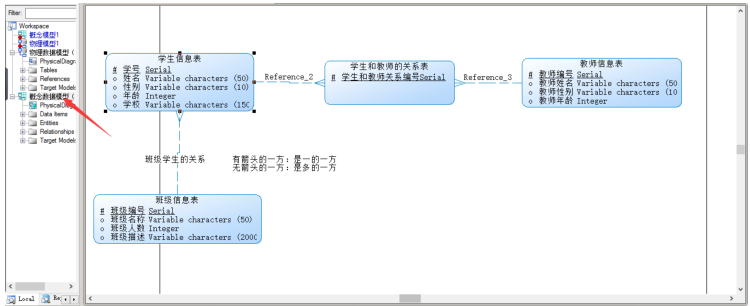 Filter:
Workspace
概念模型1
物理模型1
物理数据模型 (
PhysicalDiagr
Tables
References
Target Models
概念数据模型 (
PhysicalDiag
Data Items
Entities
Relationships
Target Models
Local
学生信息表
# 学号 Serial
o 姓名 Variable characters (50)
o 性别 Variable characters (10)
o 年龄 Integer
o 学校 Variable characters (150
Reference_2
学生和教师的关系表
# 学生和教师关系编号Serial
Reference_3
教师信息表
# 教师编号 Serial
o 教师姓名 Variable characters (50
o 教师性别 Variable characters (10
o 教师年龄 Integer
班级学生的关系
有箭头的一方: 是一的一方
无箭头的一方: 是多的一方
班级信息表
# 班级编号 Serial
o 班级名称 Variable characters (50)
o 班级人数 Integer
o 班级描述 Variable characters (2000